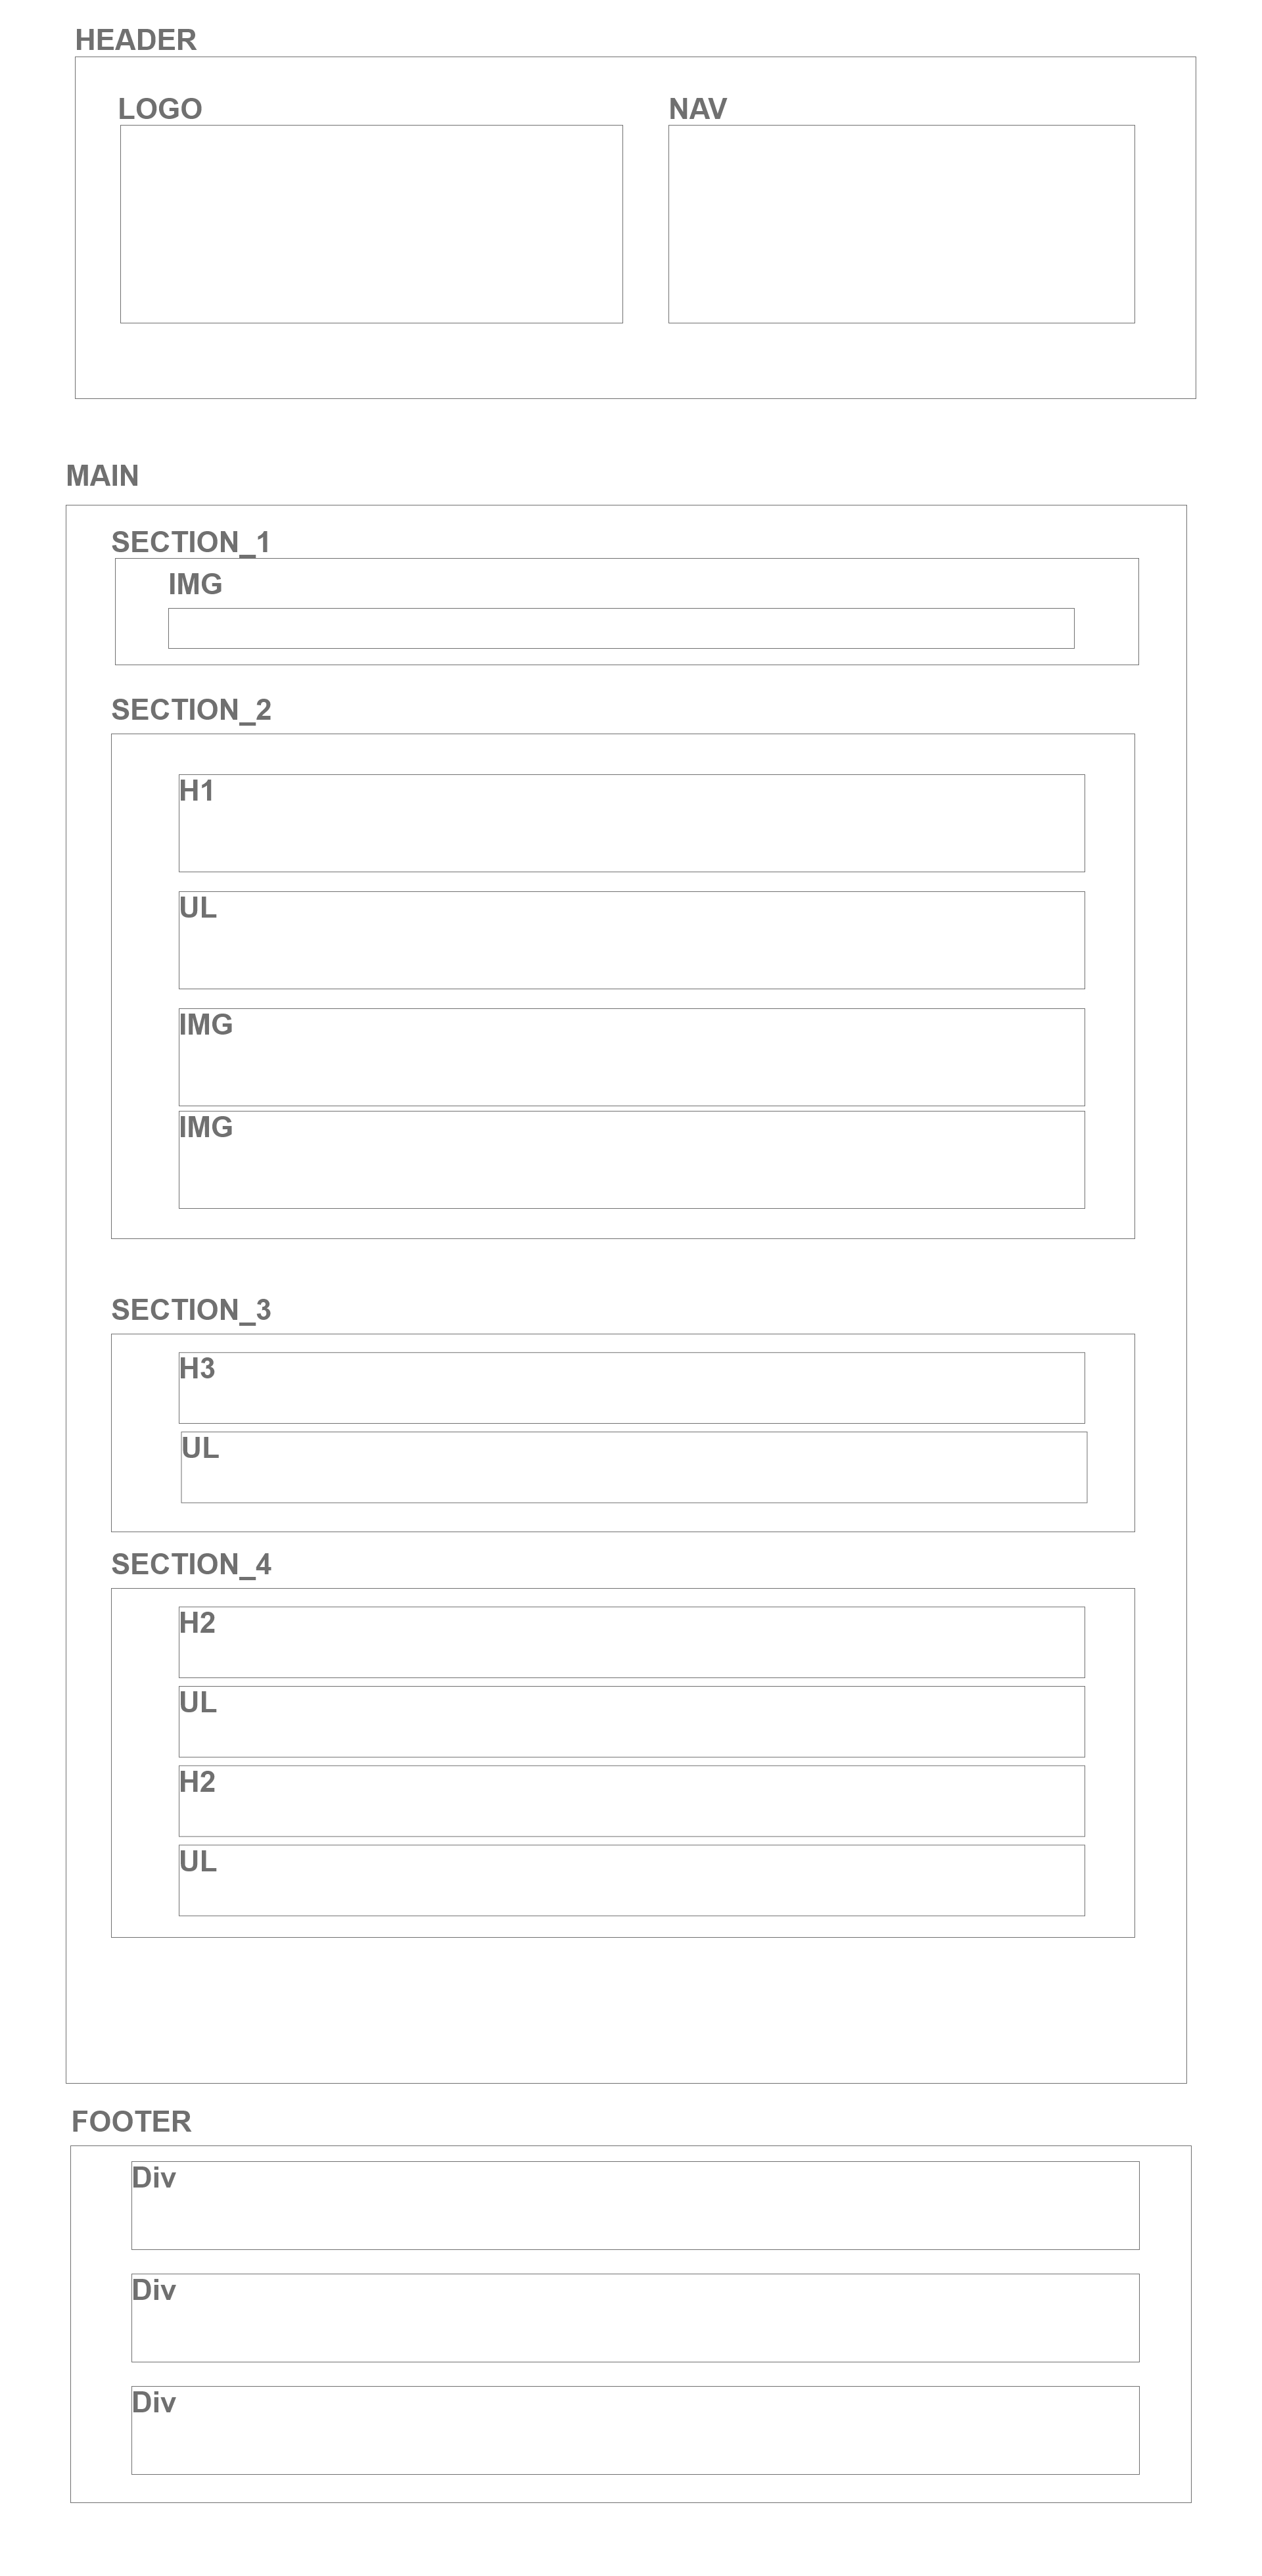 HEADER
LOGO
NAV
MAIN
SECTION_1
IMG
SECTION_2
H1
UL
IMG
IMG
SECTION_3
H3
UL
SECTION_4
H2
UL
H2
UL
FOOTER
Div
Div
Div